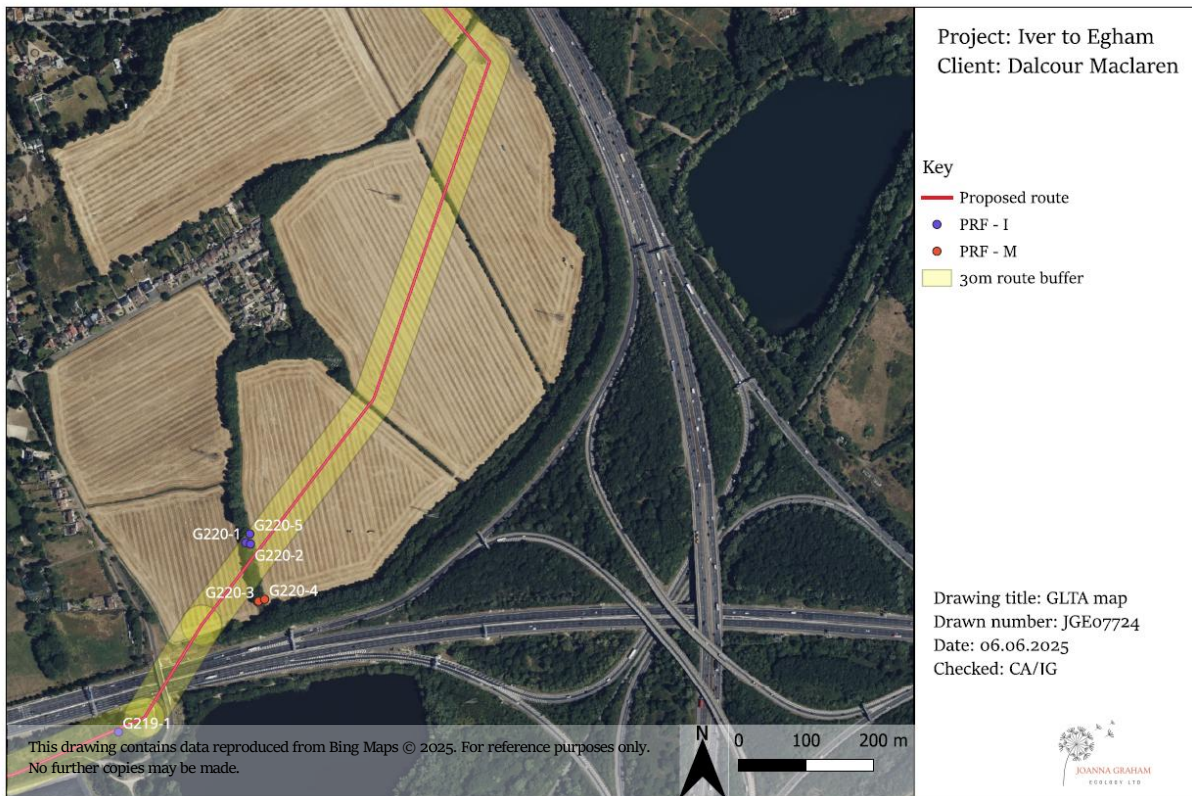 Project: Iver to Egham
Client: Dalcour Maclaren
Key
Proposed route
PRF - I
PRF - M
30m route buffer
G220-1
G220-5
G220-2
G220-3
G220-4
G219-1
This drawing contains data reproduced from Bing Maps © 2025. For reference purposes only.
No further copies may be made.
N
0 100 200 m
Drawing title: GLTA map
Drawn number: JGE07724
Date: 06.06.2025
Checked: CA/IG
JOANNA GRAHAM
ECOLOGY LTD